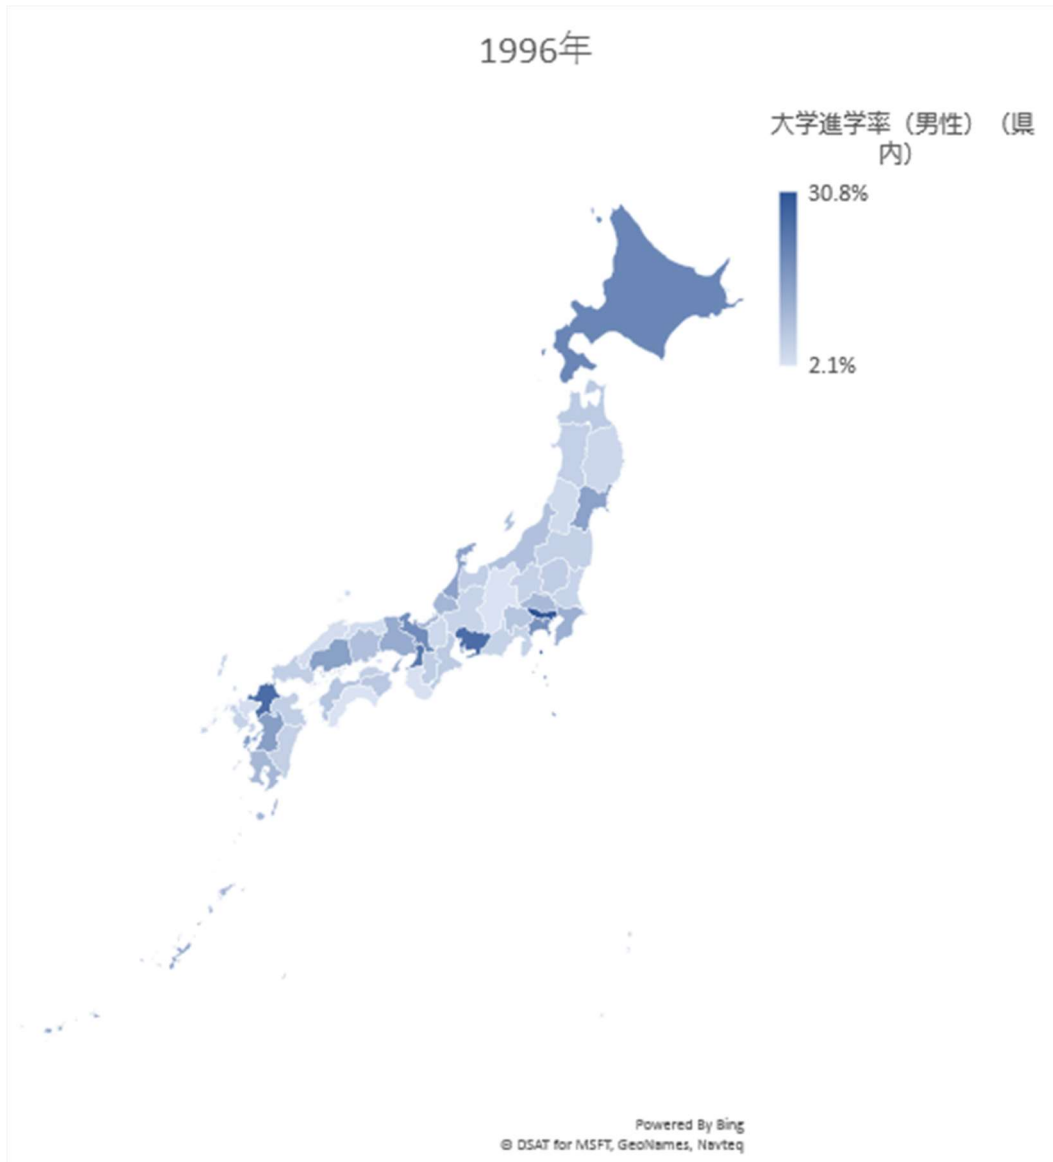 1996年
大学進学率（男性）（県
内）
30.8%
2.1%
Powered By Bing
© DSAT for MSFT, GeoNames, Navteq